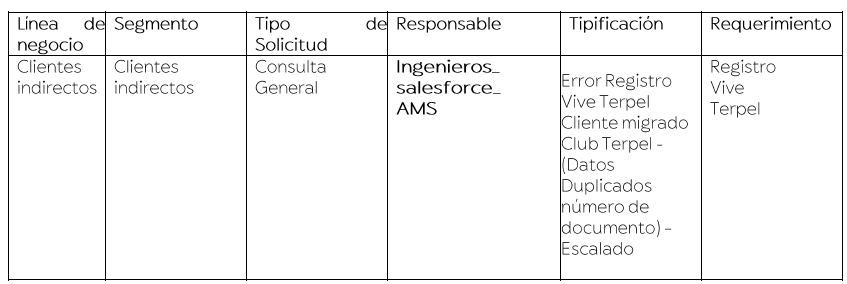 Línea de
negocio
Segmento
Tipo de
Solicitud
Responsable
Tipificación
Requerimiento
Clientes
indirectos
Clientes
indirectos
Consulta
General
Ingenieros_
salesforce_
AMS
Error Registro
Vive Terpel
Cliente migrado
Club Terpel -
(Datos
Duplicados
número de
documento) -
Escalado
Registro
Vive
Terpel